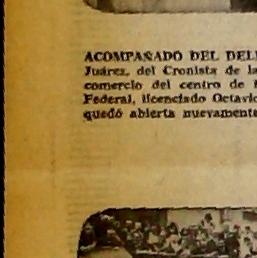 ACOMPAÑADO DEL DEL
Juárez, del Cronista de la
comercio del centro de
Federal, licenciado Octavio
quedó abierta nuevamente